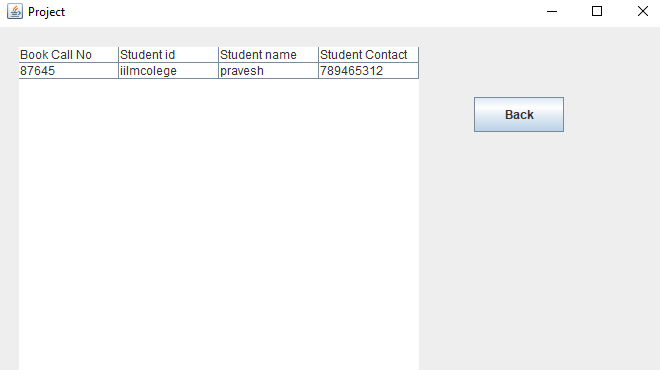 Project
Book Call No Student id Student name Student Contact
87645 iilmcolege pravesh 789465312
Back